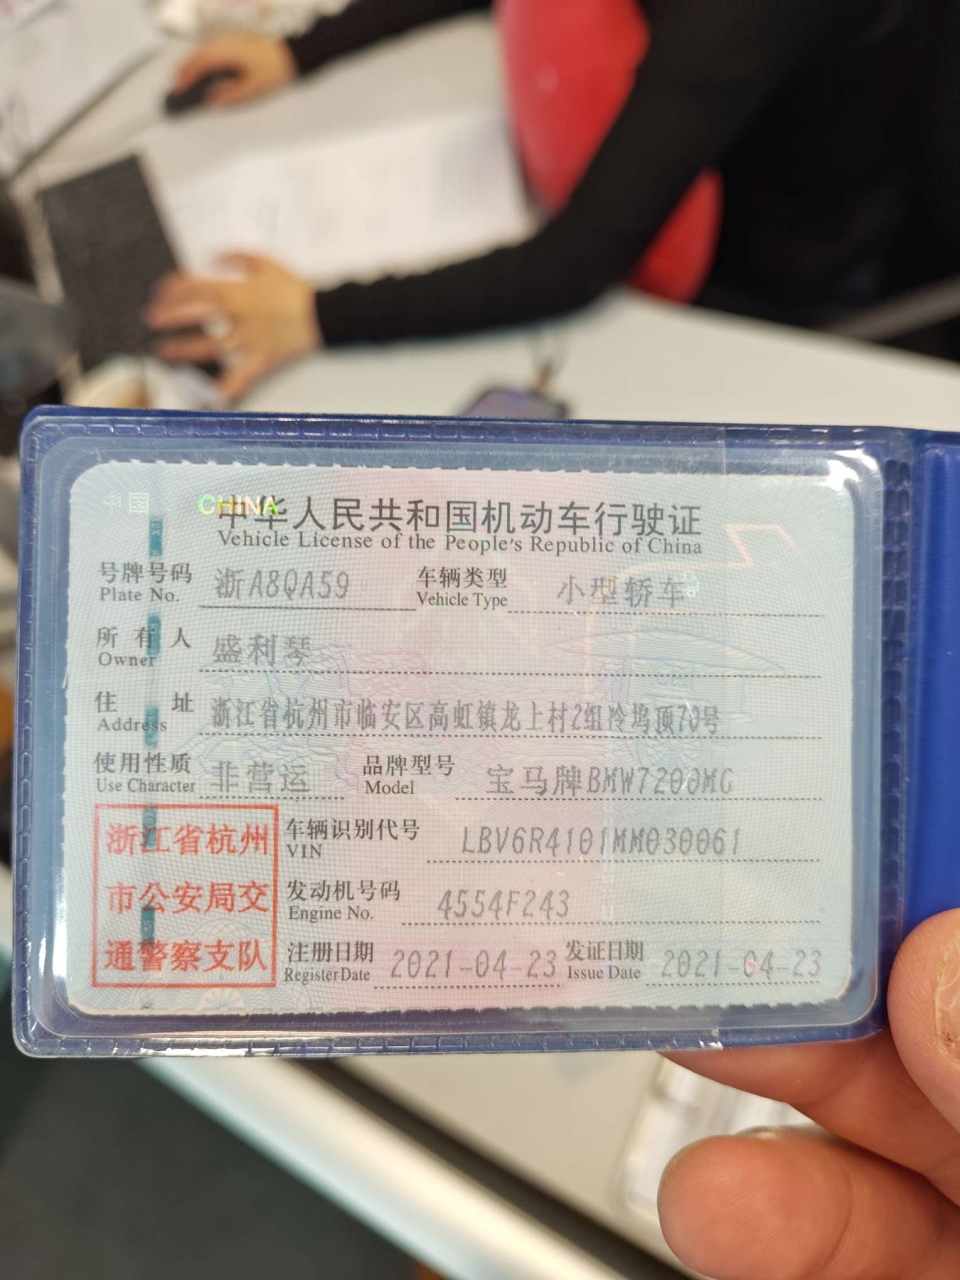 中国 CHINA
中华人民共和国机动车行驶证
Vehicle License of the People's Republic of China
号牌号码 浙A8QA59 车辆类型 小型轿车
Plate No. Vehicle Type
所有人 盛利琴
Owner
住址 浙江省杭州市临安区高虹镇龙上村2组冷坞顶70号
Address
使用性质 非营运 品牌型号 宝马牌BMW7200MG
Use Character Model
浙江省杭州 车辆识别代号 LBV6R4101MM030061
VIN
市公安局交 发动机号码 4554F243
Engine No.
通警察支队 注册日期 2021-04-23 发证日期 2021-04-23
Register Date Issue Date